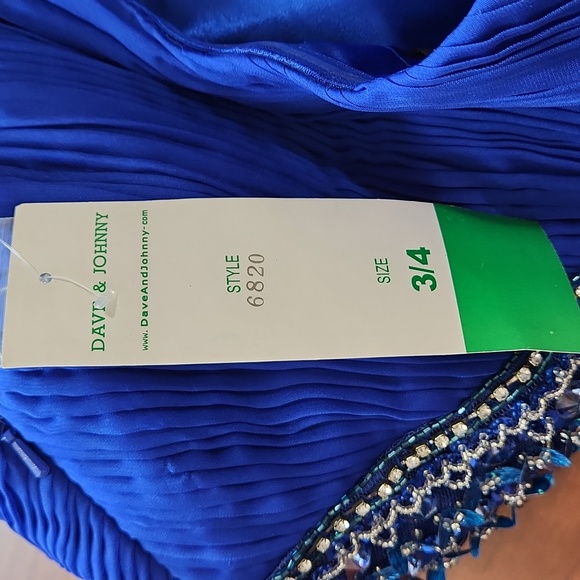 DAVE & JOHNNY
www.DaveAndJohnny.com
STYLE
6820
SIZE
3/4